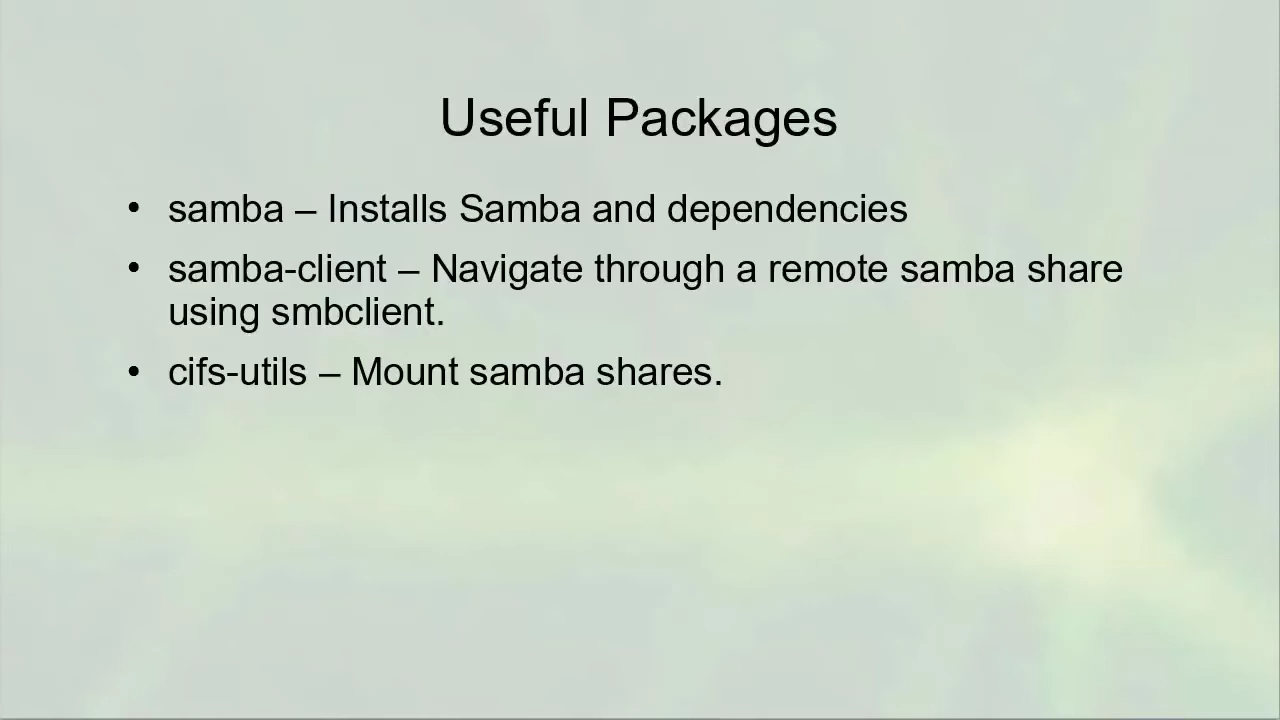 Useful Packages
• samba – Installs Samba and dependencies
• samba-client – Navigate through a remote samba share
using smbclient.
• cifs-utils – Mount samba shares.